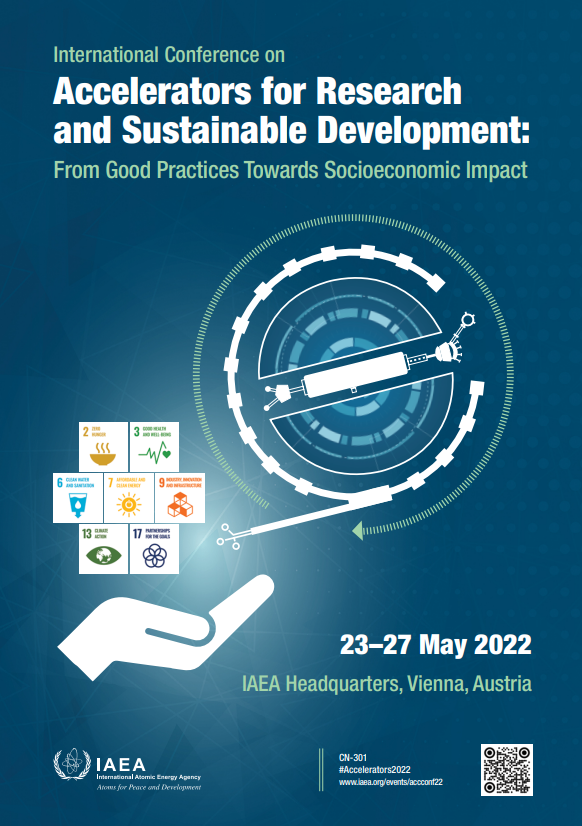 International Conference on
Accelerators for Research
and Sustainable Development:
From Good Practices Towards Socioeconomic Impact
2 ZERO
HUNGER
3 GOOD HEALTH
AND WELL-BEING
6 CLEAN WATER
AND SANITATION
7 AFFORDABLE AND
CLEAN ENERGY
9 INDUSTRY, INNOVATION
AND INFRASTRUCTURE
13 CLIMATE
ACTION
17 PARTNERSHIPS
FOR THE GOALS
23–27 May 2022
IAEA Headquarters, Vienna, Austria
IAEA
International Atomic Energy Agency
Atoms for Peace and Development
CN-301
#Accelerators2022
www.iaea.org/events/accconf22